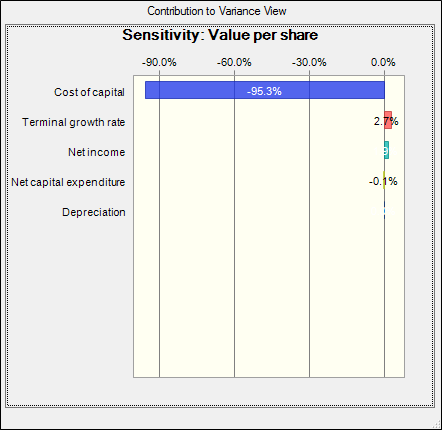 Contribution to Variance View
Sensitivity: Value per share
-90.0% -60.0% -30.0% 0.0%
Cost of capital -95.3%
Terminal growth rate 2.7%
Net income
Net capital expenditure -0.1%
Depreciation